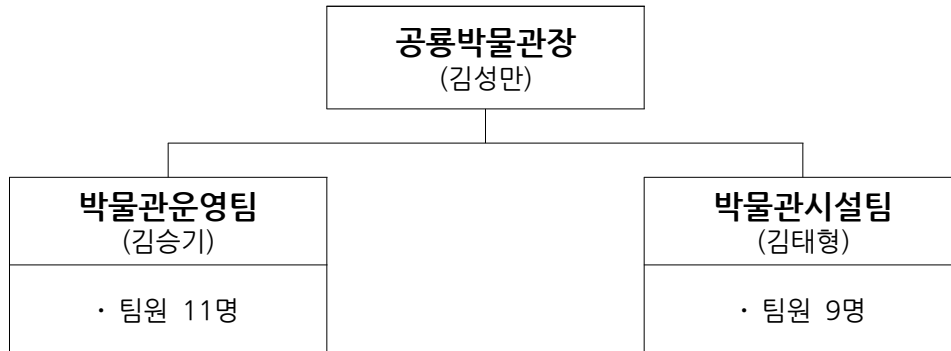 공룡박물관장
(김성만)
박물관운영팀
(김승기)
· 팀원 11명
박물관시설팀
(김태형)
· 팀원 9명